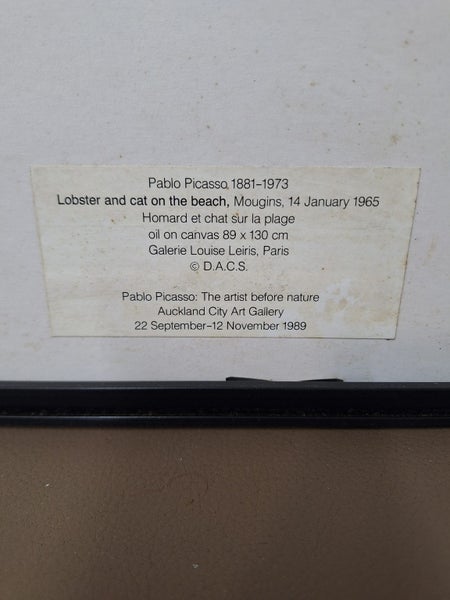 Pablo Picasso, 1881–1973
Lobster and cat on the beach, Mougins, 14 January 1965
Homard et chat sur la plage
oil on canvas 89 x 130 cm
Galerie Louise Leiris, Paris
© D.A.C.S.
Pablo Picasso: The artist before nature
Auckland City Art Gallery
22 September–12 November 1989